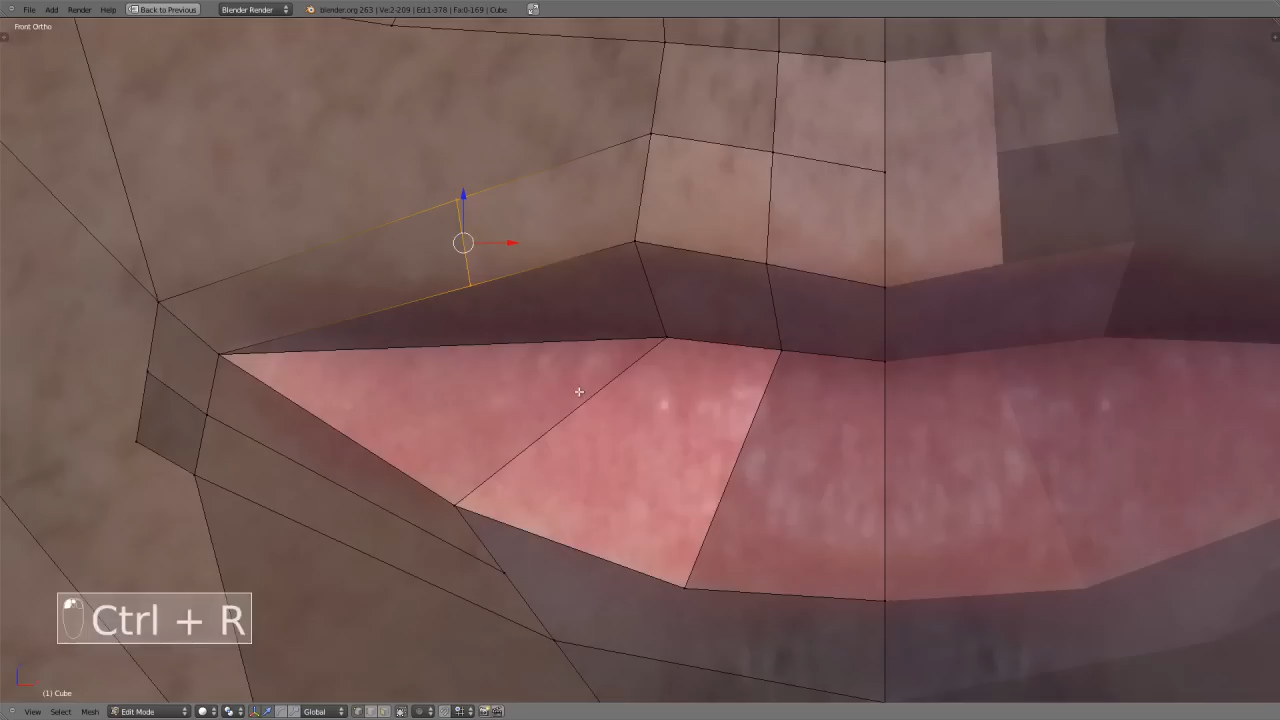 File Add Render Help Back to Previous Blender Render blender.org 263 | Ve:2-209 | Ed:1-378 | Fa:0-169 | Cube
Front Ortho
Ctrl + R
(1) Cube
View Select Mesh Edit Mode Global